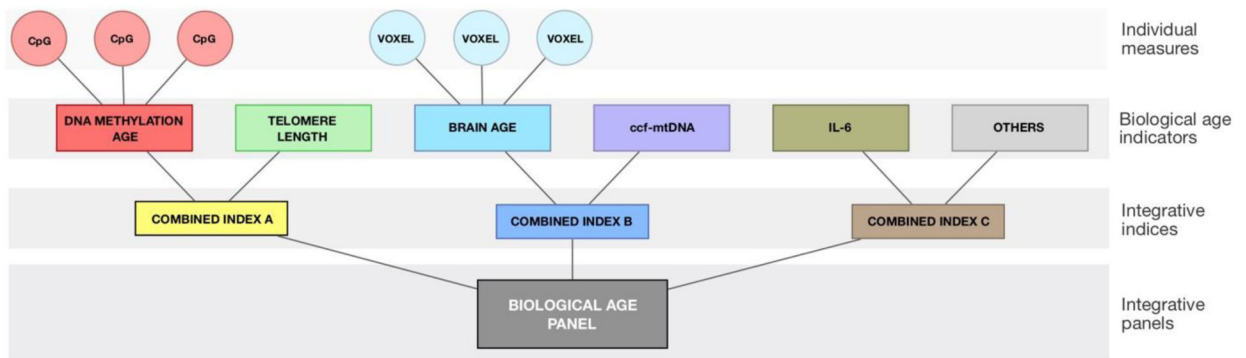 CpG
CpG
CpG
VOXEL
VOXEL
VOXEL
Individual
measures
DNA METHYLATION
AGE
TELOMERE
LENGTH
BRAIN AGE
ccf-mtDNA
IL-6
OTHERS
Biological age
indicators
COMBINED INDEX A
COMBINED INDEX B
COMBINED INDEX C
Integrative
indices
BIOLOGICAL AGE
PANEL
Integrative
panels